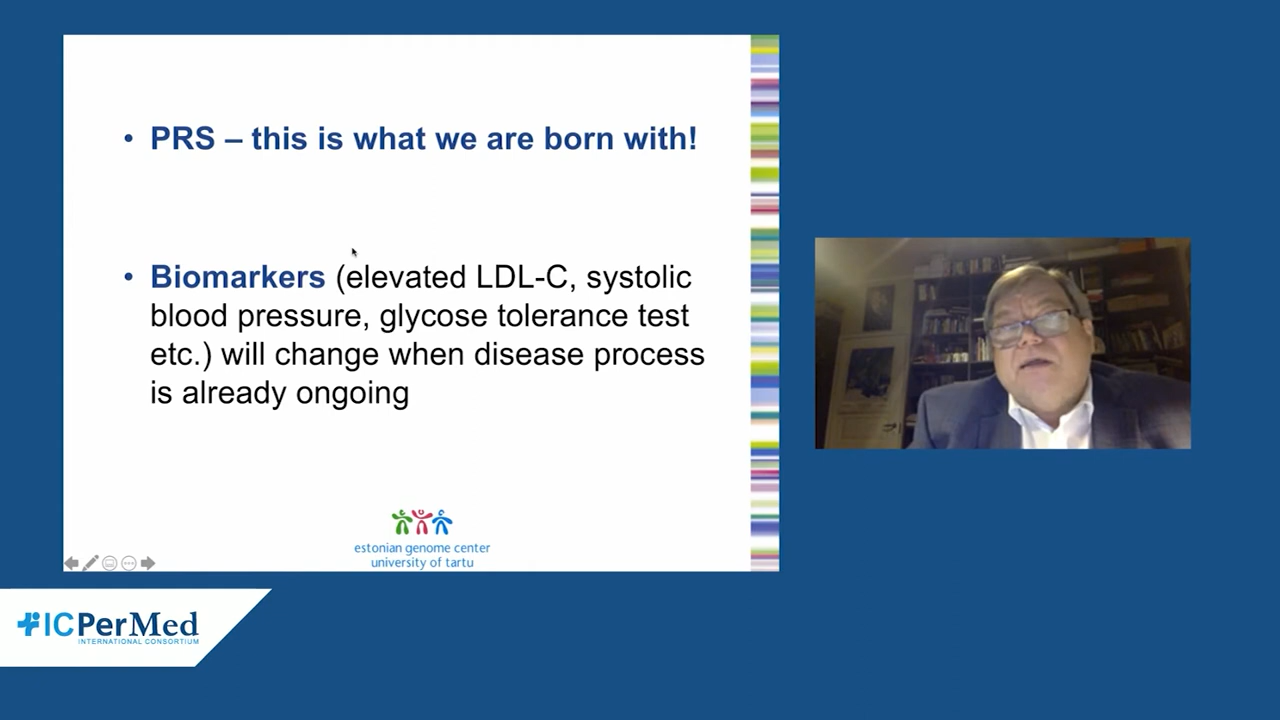 • PRS – this is what we are born with!
• Biomarkers (elevated LDL-C, systolic
blood pressure, glycose tolerance test
etc.) will change when disease process
is already ongoing
estonian genome center
university of tartu
ICPerMed
INTERNATIONAL CONSORTIUM